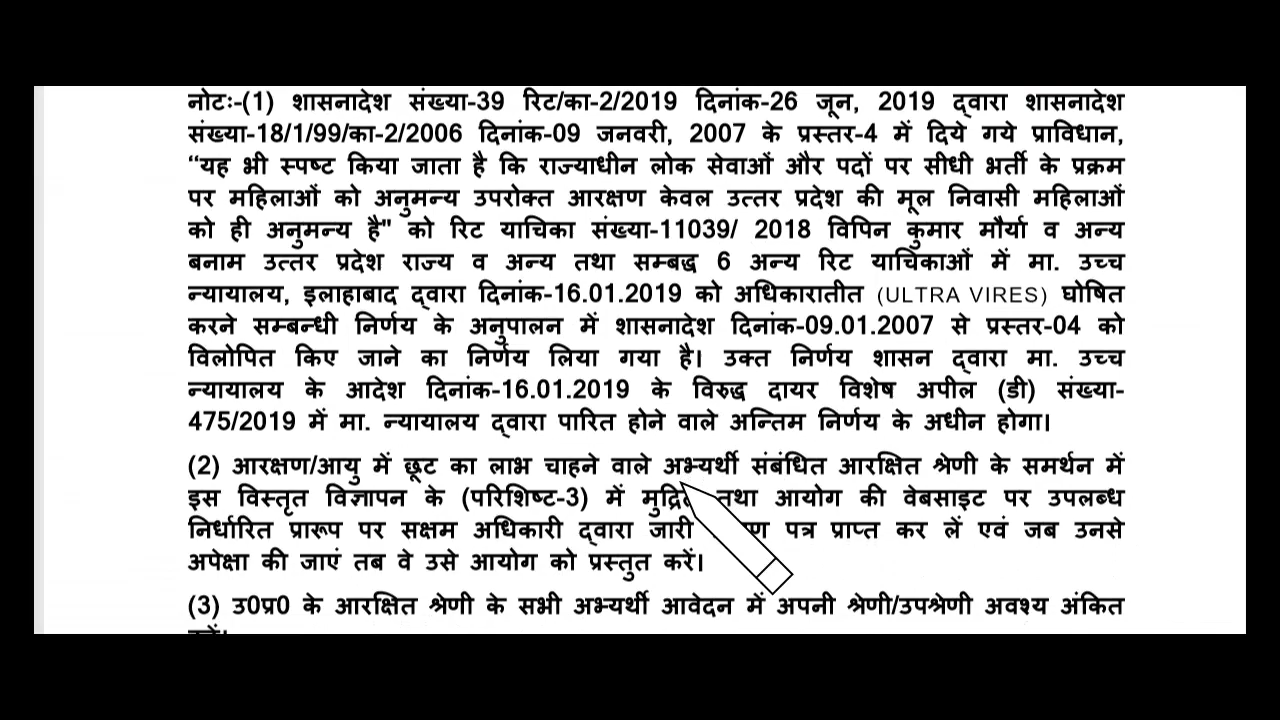 नोटः-(1) शासनादेश संख्या-39 रिट/का-2/2019 दिनांक-26 जून, 2019 द्वारा शासनादेश
संख्या-18/1/99/का-2/2006 दिनांक-09 जनवरी, 2007 के प्रस्तर-4 में दिये गये प्राविधान,
“यह भी स्पष्ट किया जाता है कि राज्याधीन लोक सेवाओं और पदों पर सीधी भर्ती के प्रक्रम
पर महिलाओं को अनुमन्य उपरोक्त आरक्षण केवल उत्तर प्रदेश की मूल निवासी महिलाओं
को ही अनुमन्य है" को रिट याचिका संख्या-11039/ 2018 विपिन कुमार मौर्या व अन्य
बनाम उत्तर प्रदेश राज्य व अन्य तथा सम्बद्ध 6 अन्य रिट याचिकाओं में मा. उच्च
न्यायालय, इलाहाबाद द्वारा दिनांक-16.01.2019 को अधिकारातीत (ULTRA VIRES) घोषित
करने सम्बन्धी निर्णय के अनुपालन में शासनादेश दिनांक-09.01.2007 से प्रस्तर-04 को
विलोपित किए जाने का निर्णय लिया गया है। उक्त निर्णय शासन द्वारा मा. उच्च
न्यायालय के आदेश दिनांक-16.01.2019 के विरुद्ध दायर विशेष अपील (डी) संख्या-
475/2019 में मा. न्यायालय द्वारा पारित होने वाले अन्तिम निर्णय के अधीन होगा।
(2) आरक्षण/आयु में छूट का लाभ चाहने वाले अभ्यर्थी संबंधित आरक्षित श्रेणी के समर्थन में
इस विस्तृत विज्ञापन के (परिशिष्ट-3) में तथा आयोग की वेबसाइट पर उपलब्ध
निर्धारित प्रारूप पर सक्षम अधिकारी द्वारा जारी पत्र प्राप्त कर लें एवं जब उनसे
अपेक्षा की जाएं तब वे उसे आयोग को प्रस्तुत करें।
(3) उ0प्र0 के आरक्षित श्रेणी के सभी अभ्यर्थी आवेदन में अपनी श्रेणी/उपश्रेणी अवश्य अंकित